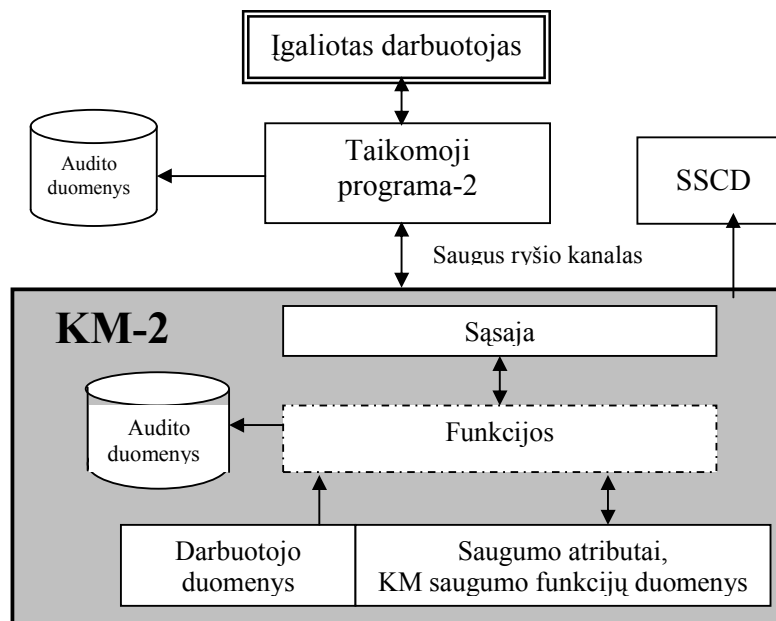 Įgaliotas darbuotojas
Audito
duomenys
Taikomoji
programa-2
SSCD
Saugus ryšio kanalas
KM-2
Sąsaja
Audito
duomenys
Funkcijos
Darbuotojo
duomenys
Saugumo atributai,
KM saugumo funkcijų duomenys